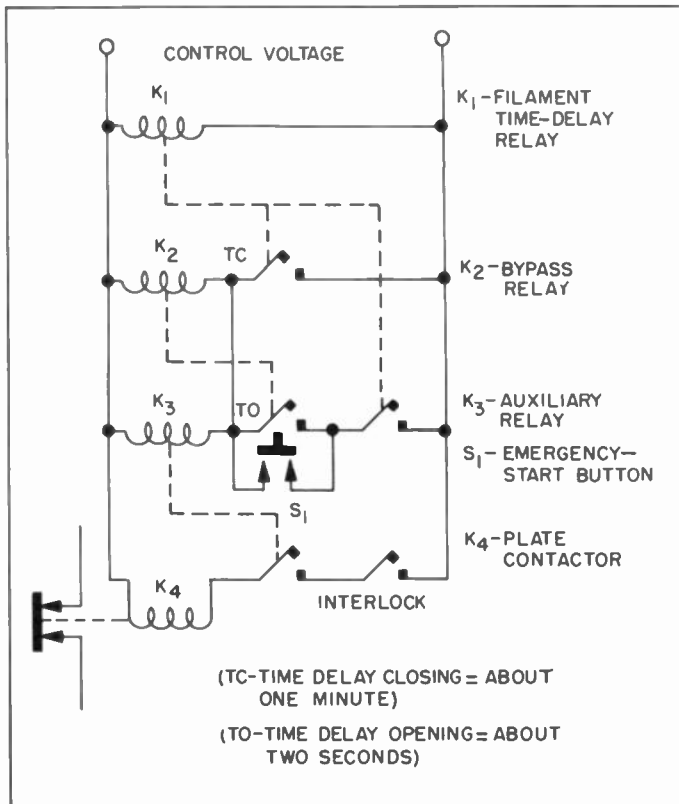 CONTROL VOLTAGE
K1
K1-FILAMENT
TIME-DELAY
RELAY
K2
TC
K2-BYPASS
RELAY
K3
TO
K3-AUXILIARY
RELAY
S1-EMERGENCY-
START BUTTON
S1
K4-PLATE
CONTACTOR
K4
INTERLOCK
(TC-TIME DELAY CLOSING= ABOUT
ONE MINUTE)
(TO-TIME DELAY OPENING=ABOUT
TWO SECONDS)